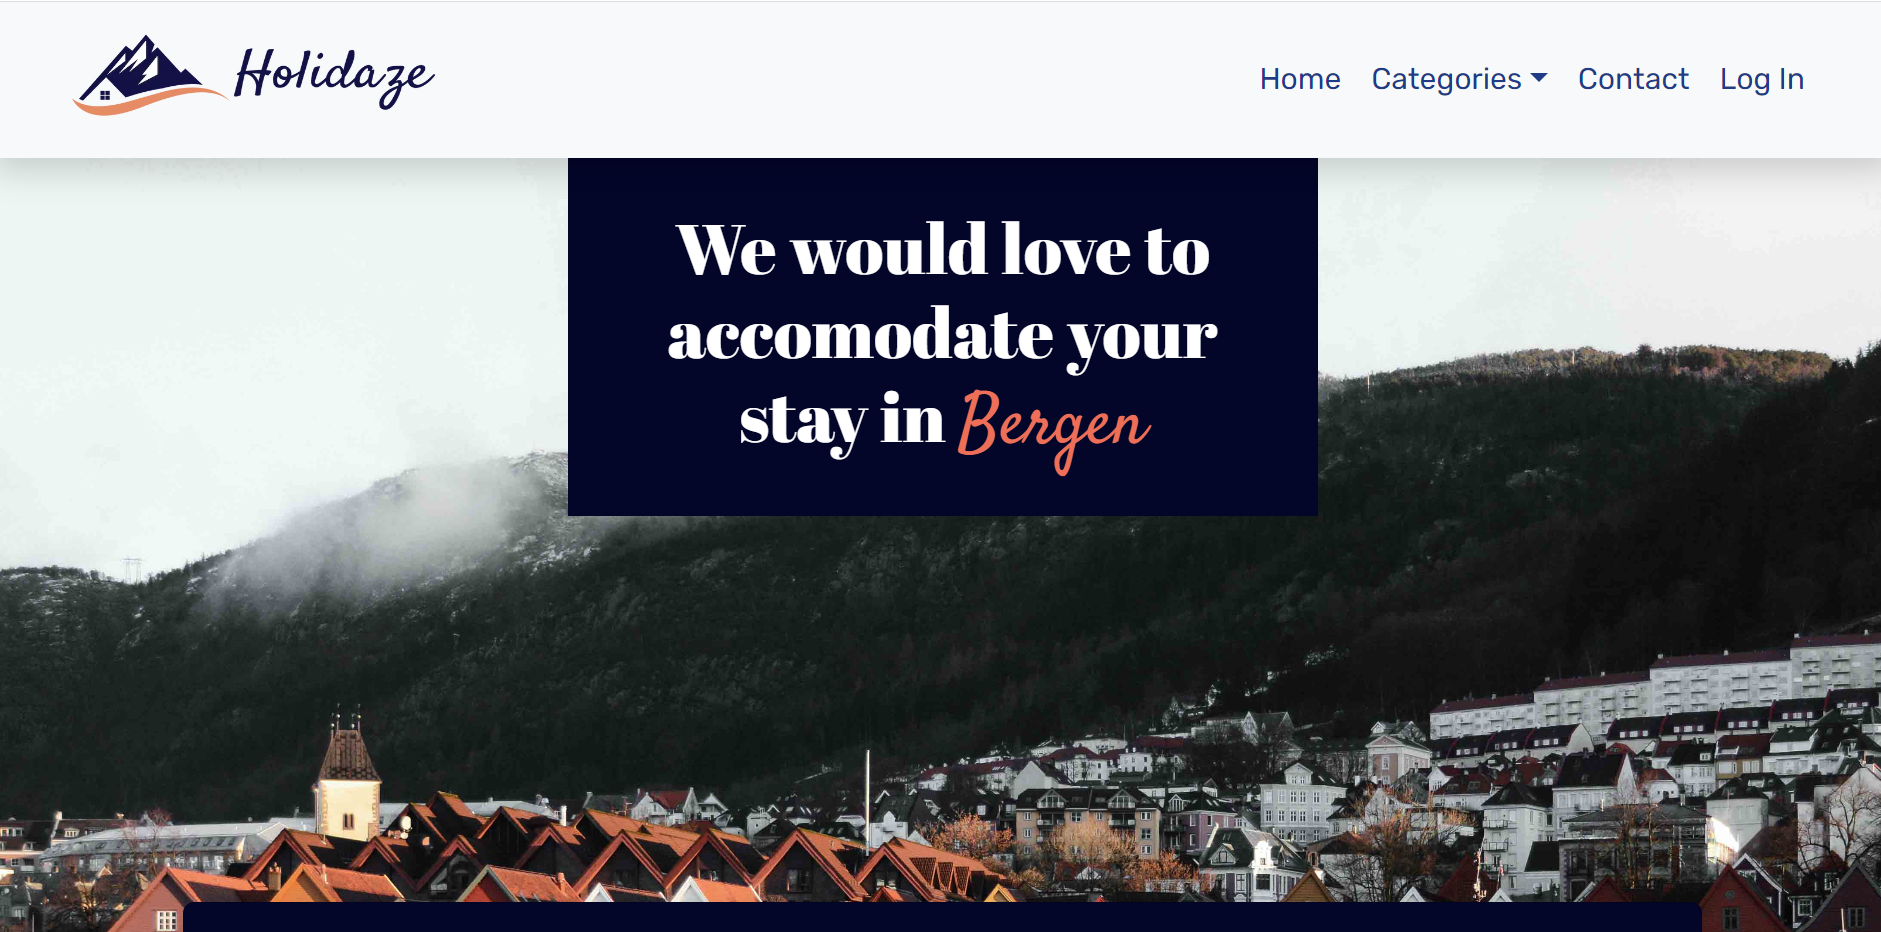 Holidaze
Home Categories Contact Log In
We would love to
accomodate your
stay in Bergen